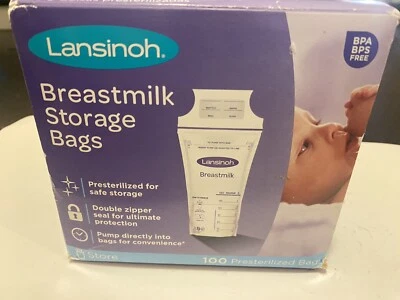 Lansinoh®
BPA
BPS
FREE
Breastmilk
Storage
Bags
Lansinoh
Breastmilk
Presterilized for
safe storage
Double zipper
seal for ultimate
protection
Pump directly into
bags for convenience*
Store
100 Presterilized Bags